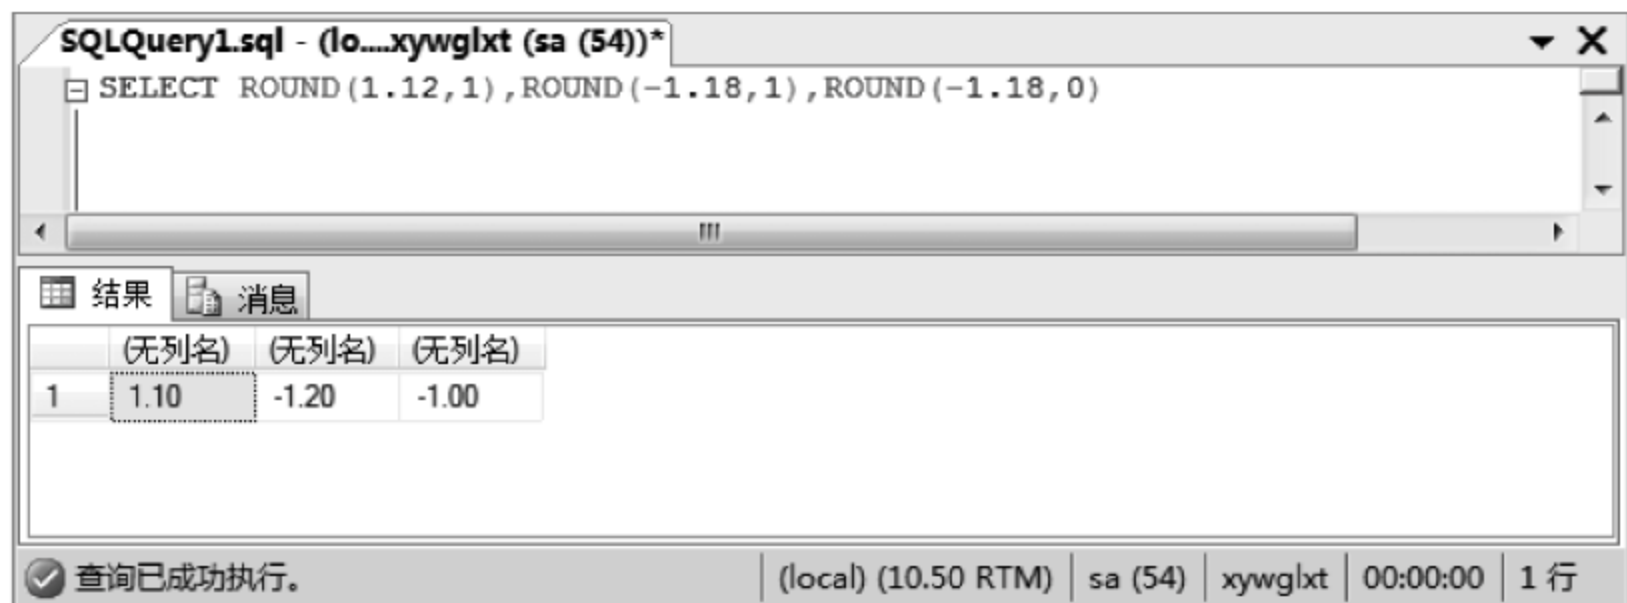 SQLQuery1.sql - (lo....xywglxt (sa (54))*
SELECT ROUND(1.12,1),ROUND(-1.18,1),ROUND(-1.18,0)
结果 消息
(无列名) (无列名) (无列名)
1 1.10 -1.20 -1.00
查询已成功执行。 (local) (10.50 RTM) sa (54) xywglxt 00:00:00 1 行